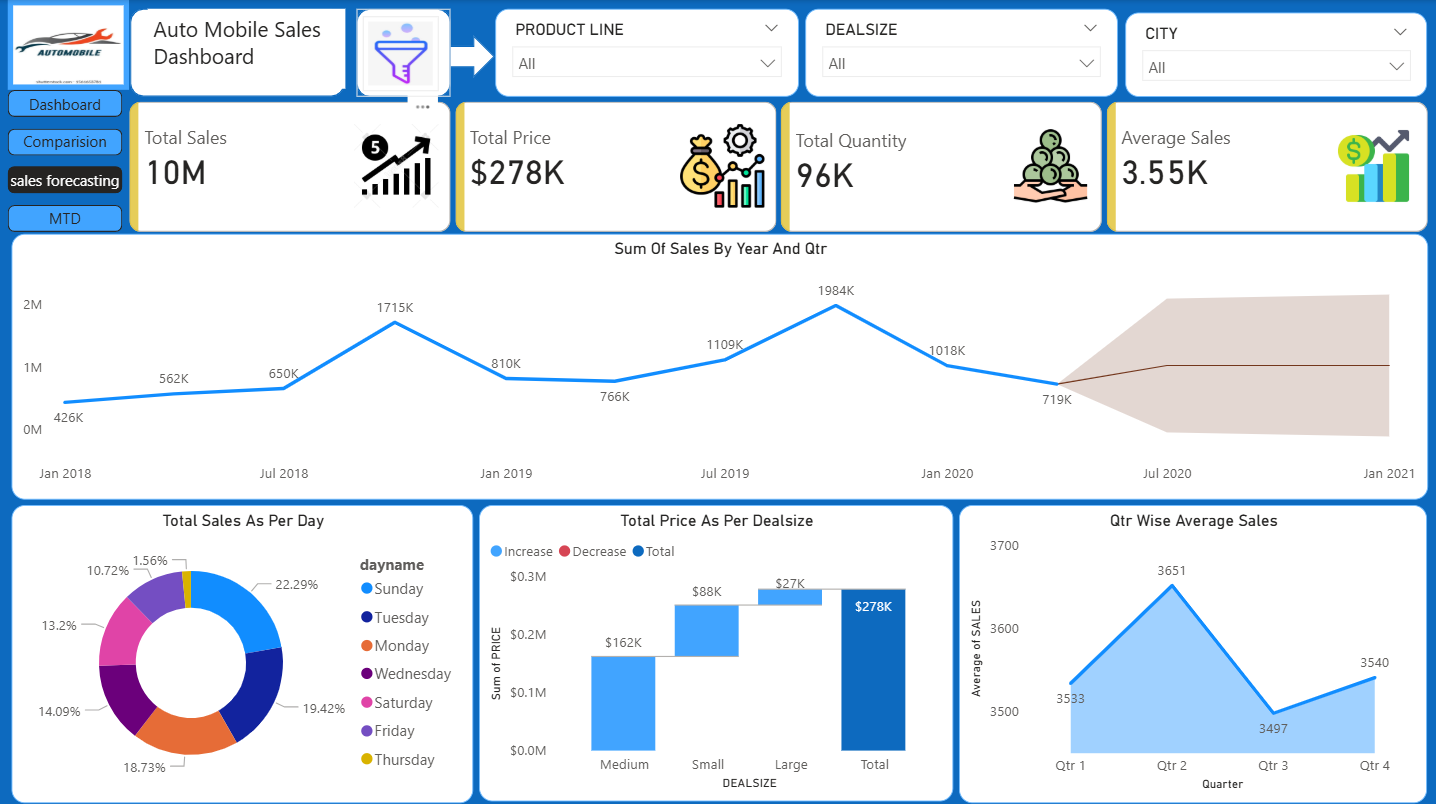 AUTOMOBILE
Auto Mobile Sales
Dashboard
PRODUCT LINE
All
DEALSIZE
All
CITY
All
Dashboard
Comparision
sales forecasting
MTD
Total Sales
10M
5
Total Price
$278K
$
Total Quantity
96K
Average Sales
3.55K
$
Sum Of Sales By Year And Qtr
2M
1M
0M
426K
562K
650K
1715K
810K
766K
1109K
1984K
1018K
719K
Jan 2018
Jul 2018
Jan 2019
Jul 2019
Jan 2020
Jul 2020
Jan 2021
Total Sales As Per Day
22.29%
19.42%
18.73%
14.09%
13.2%
10.72%
1.56%
dayname
Sunday
Tuesday
Monday
Wednesday
Saturday
Friday
Thursday
Total Price As Per Dealsize
Increase Decrease Total
Sum of PRICE
$0.3M
$0.2M
$0.1M
$0.0M
$162K
$88K
$27K
$278K
Medium
Small
Large
Total
DEALSIZE
Qtr Wise Average Sales
Average of SALES
3700
3600
3500
3533
3651
3497
3540
Qtr 1
Qtr 2
Qtr 3
Qtr 4
Quarter